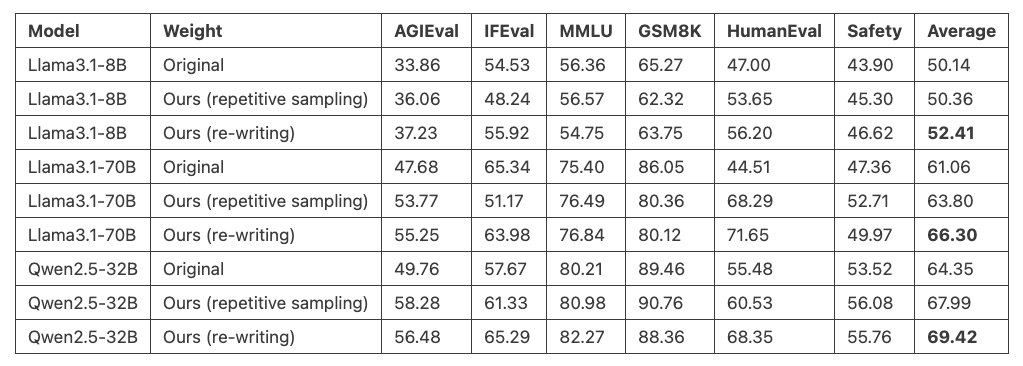 Model Weight AGIEval IFEval MMLU GSM8K HumanEval Safety Average
Llama3.1-8B Original 33.86 54.53 56.36 65.27 47.00 43.90 50.14
Llama3.1-8B Ours (repetitive sampling) 36.06 48.24 56.57 62.32 53.65 45.30 50.36
Llama3.1-8B Ours (re-writing) 37.23 55.92 54.75 63.75 56.20 46.62 52.41
Llama3.1-70B Original 47.68 65.34 75.40 86.05 44.51 47.36 61.06
Llama3.1-70B Ours (repetitive sampling) 53.77 51.17 76.49 80.36 68.29 52.71 63.80
Llama3.1-70B Ours (re-writing) 55.25 63.98 76.84 80.12 71.65 49.97 66.30
Qwen2.5-32B Original 49.76 57.67 80.21 89.46 55.48 53.52 64.35
Qwen2.5-32B Ours (repetitive sampling) 58.28 61.33 80.98 90.76 60.53 56.08 67.99
Qwen2.5-32B Ours (re-writing) 56.48 65.29 82.27 88.36 68.35 55.76 69.42